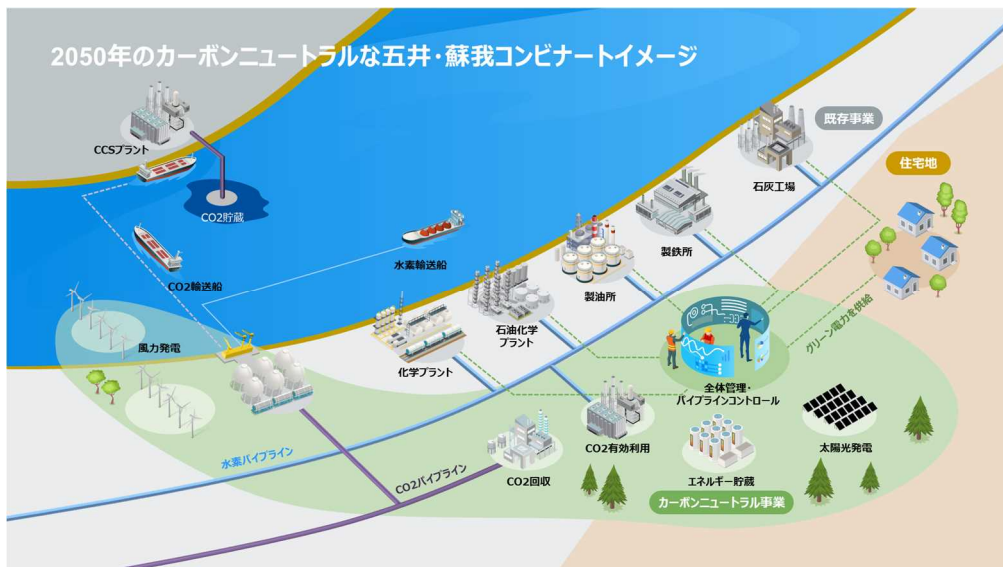 2050年のカーボンニュートラルな五井・蘇我コンビナートイメージ
CCSプラント
CO2貯蔵
CO2輸送船
水素輸送船
既存事業
石灰工場
住宅地
製鉄所
製油所
石油化学
プラント
化学プラント
風力発電
グリーン電力を供給
全体管理・
パイプラインコントロール
水素パイプライン
CO2パイプライン
CO2回収
CO2有効利用
エネルギー貯蔵
太陽光発電
カーボンニュートラル事業